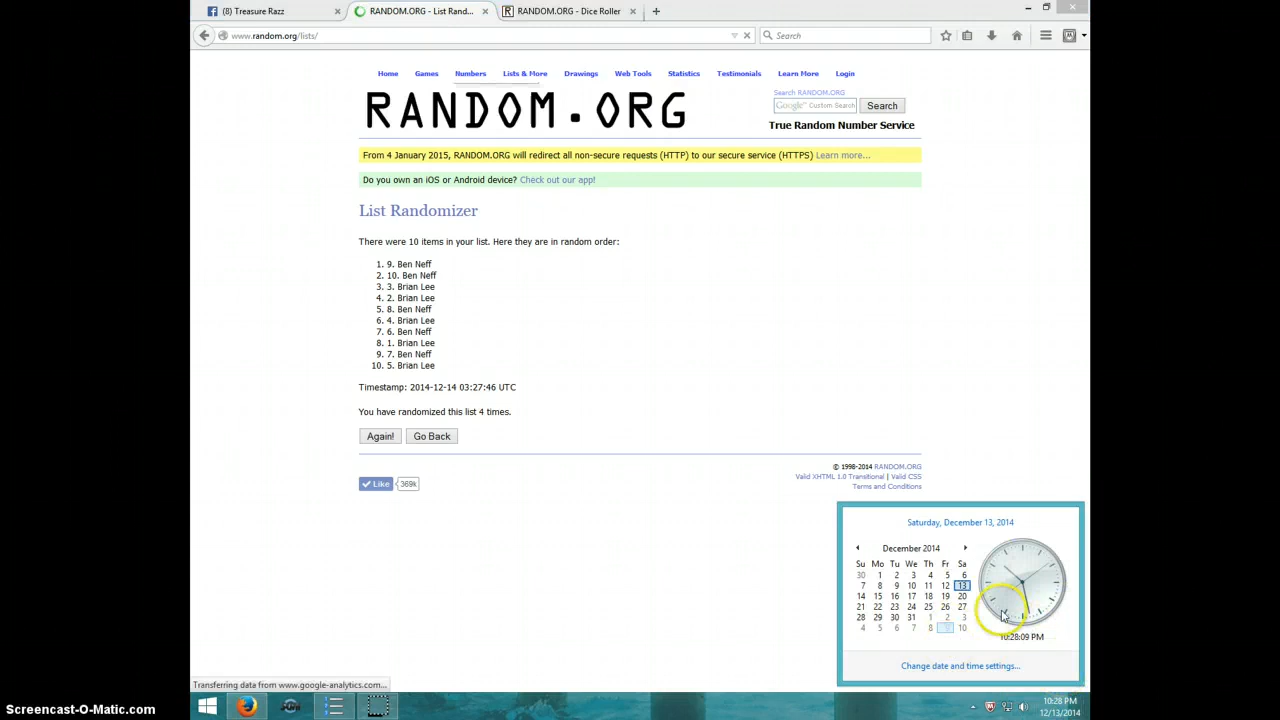 (8) Treasure Razz
RANDOM.ORG - List Rand...
RANDOM.ORG - Dice Roller
www.random.org/lists/
Search
Home Games Numbers Lists & More Drawings Web Tools Statistics Testimonials Learn More Login
RANDOM.ORG
Search RANDOM.ORG
Google™ Custom Search Search
True Random Number Service
From 4 January 2015, RANDOM.ORG will redirect all non-secure requests (HTTP) to our secure service (HTTPS) Learn more...
Do you own an iOS or Android device? Check out our app!
List Randomizer
There were 10 items in your list. Here they are in random order:
1. 9. Ben Neff
2. 10. Ben Neff
3. 3. Brian Lee
4. 2. Brian Lee
5. 8. Ben Neff
6. 4. Brian Lee
7. 6. Ben Neff
8. 1. Brian Lee
9. 7. Ben Neff
10. 5. Brian Lee
Timestamp: 2014-12-14 03:27:46 UTC
You have randomized this list 4 times.
Again! Go Back
© 1998-2014 RANDOM.ORG
Valid XHTML 1.0 Transitional | Valid CSS
Terms and Conditions
Like 369k
Saturday, December 13, 2014
December 2014
Su Mo Tu We Th Fr Sa
30 1 2 3 4 5 6
7 8 9 10 11 12 13
14 15 16 17 18 19 20
21 22 23 24 25 26 27
28 29 30 31 1 2 3
4 5 6 7 8 9 10
10:28:09 PM
Change date and time settings...
Transferring data from www.google-analytics.com...
10:28 PM
12/13/2014
Screencast-O-Matic.com